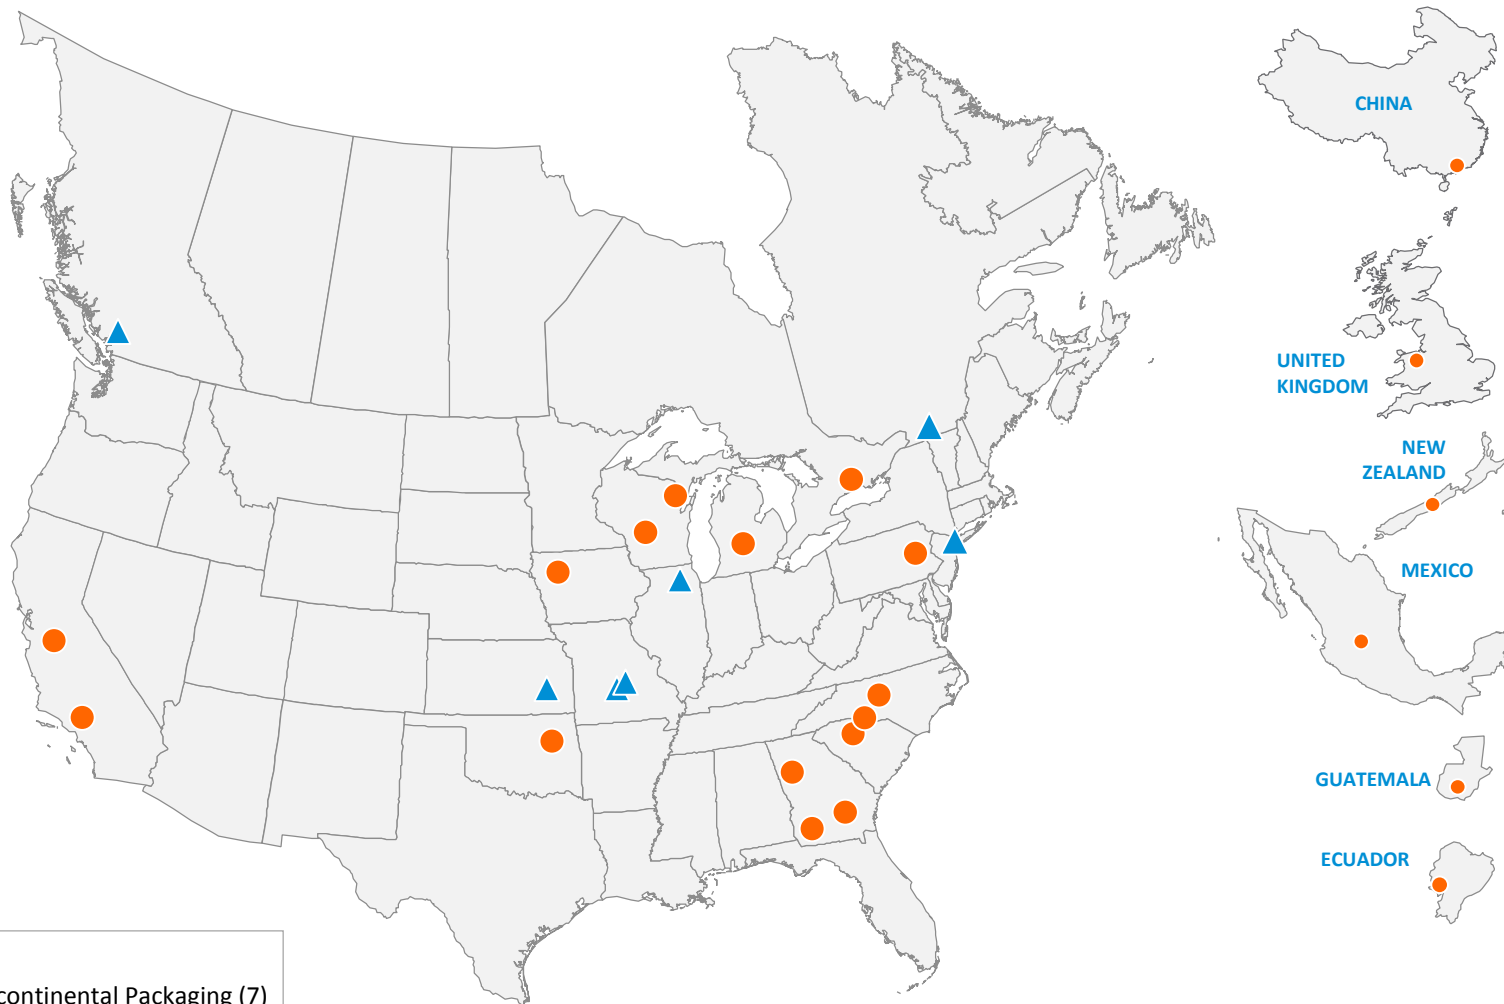 CHINA
UNITED
KINGDOM
NEW
ZEALAND
MEXICO
GUATEMALA
ECUADOR
continental Packaging (7)